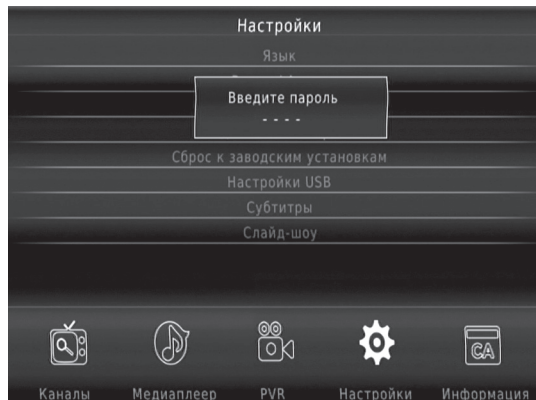 Настройки
Язык
Введите пароль
- - - -
Сброс к заводским установкам
Настройки USB
Субтитры
Слайд-шоу
CA
Каналы Медиаплеер PVR Настройки Информация